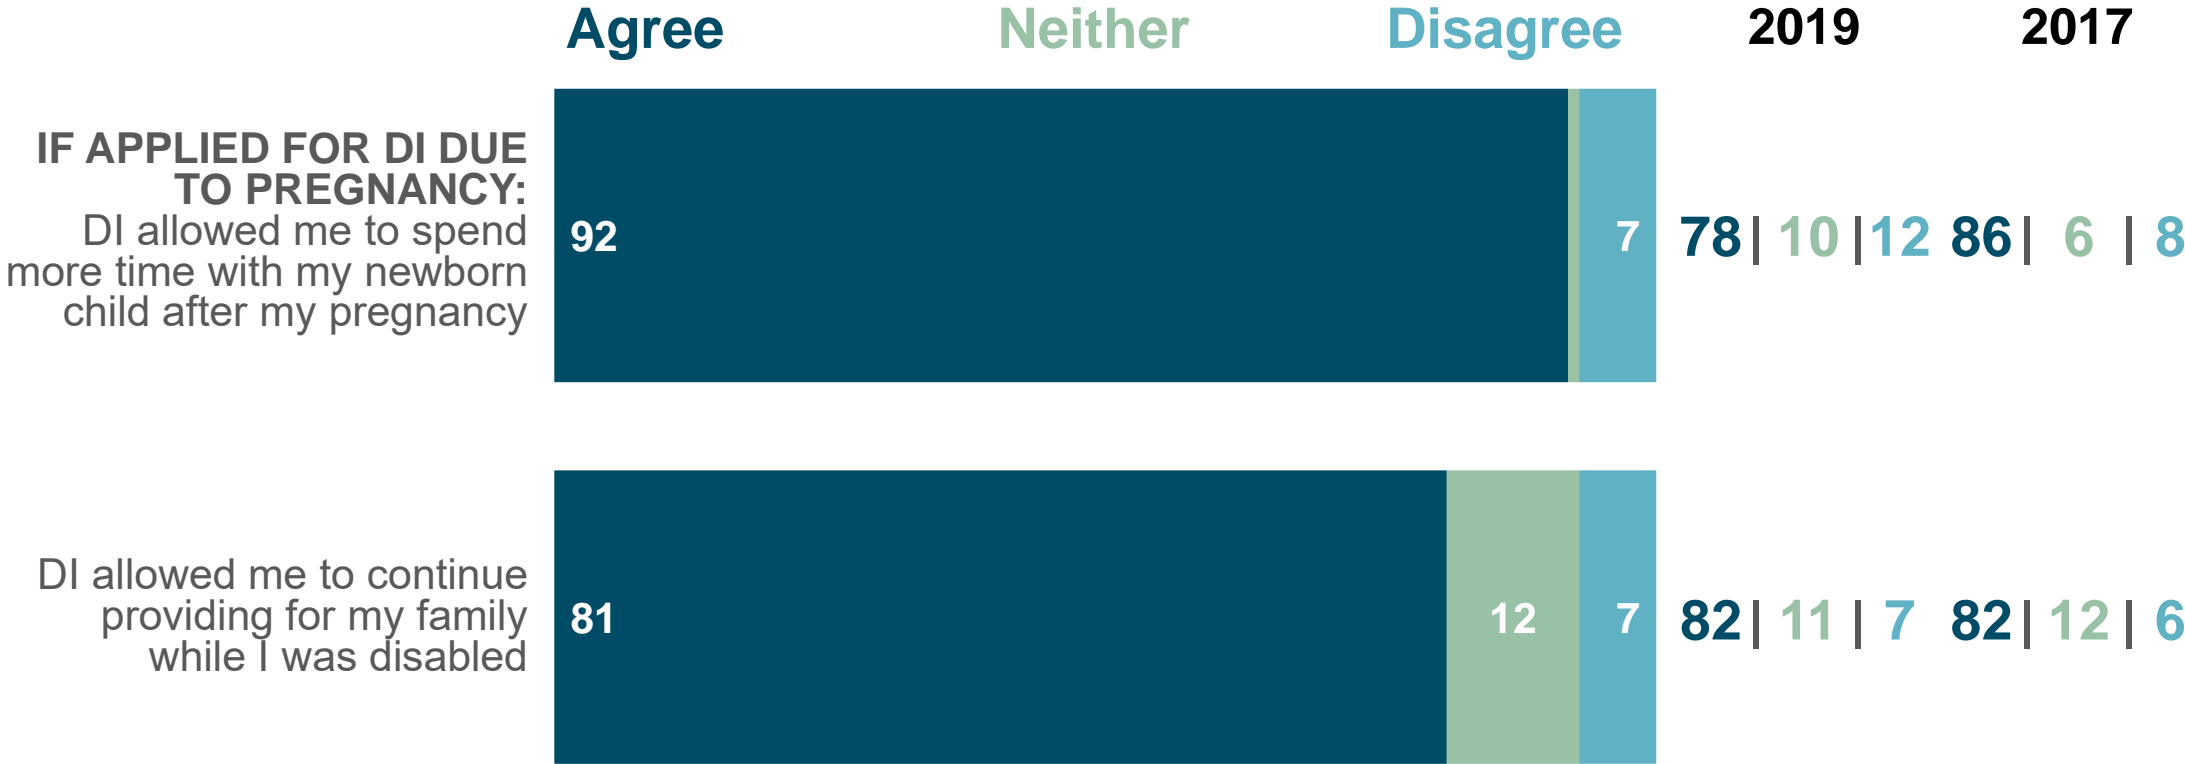 Agree Neither Disagree 2019 2017
IF APPLIED FOR DI DUE
TO PREGNANCY:
DI allowed me to spend
more time with my newborn
child after my pregnancy
92 7 78 | 10 | 12 86 | 6 | 8
DI allowed me to continue
providing for my family
while I was disabled
81 12 7 82 | 11 | 7 82 | 12 | 6